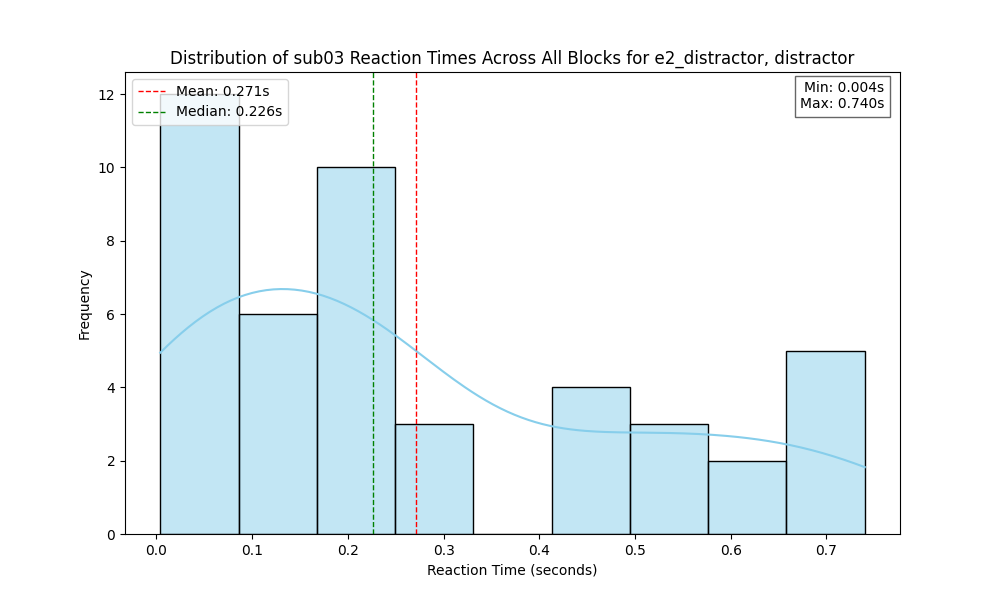 Distribution of sub03 Reaction Times Across All Blocks for e2_distractor, distractor
Mean: 0.271s
Median: 0.226s
Min: 0.004s
Max: 0.740s
Frequency
12
10
8
6
4
2
0
0.0 0.1 0.2 0.3 0.4 0.5 0.6 0.7
Reaction Time (seconds)